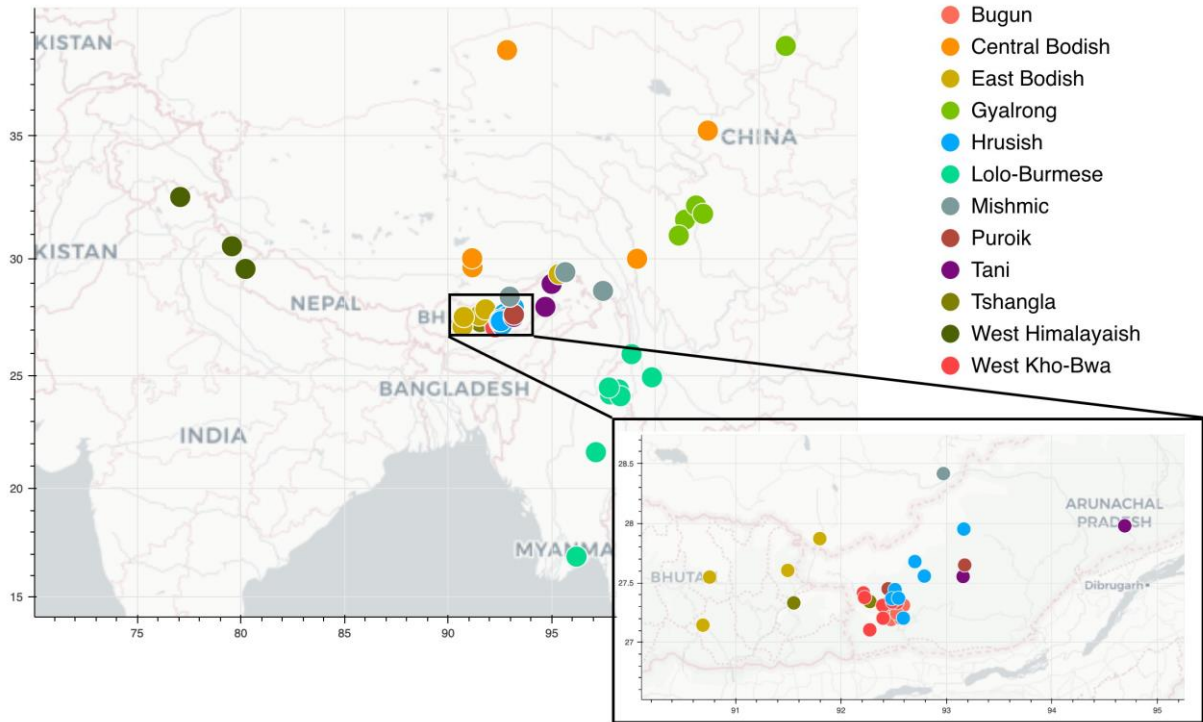 KISTAN
KISTAN
CHINA
NEPAL
BH
BANGLADESH
INDIA
MYANMA
35
30
25
20
15
75
80
85
90
95
Bugun
Central Bodish
East Bodish
Gyalrong
Hrusish
Lolo-Burmese
Mishmic
Puroik
Tani
Tshangla
West Himalayaish
West Kho-Bwa
28.5
28
27.5
27
ARUNACHAL
PRADESH
BHUTA
Dibrugarh
91
92
93
94
95